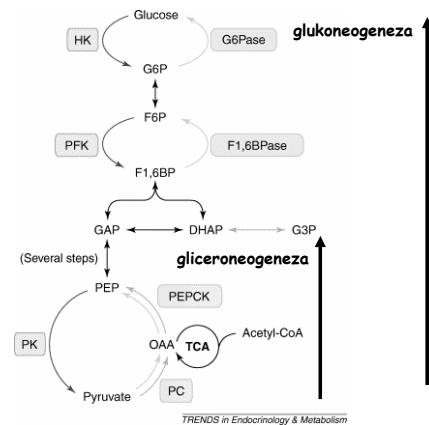 Glucose
glukoneogeneza
HK
G6Pase
G6P
F6P
PFK
F1,6BPase
F1,6BP
GAP
DHAP
G3P
(Several steps)
gliceroneogeneza
PEP
PEPCK
PK
OAA
TCA
Acetyl-CoA
Pyruvate
PC
TRENDS in Endocrinology & Metabolism